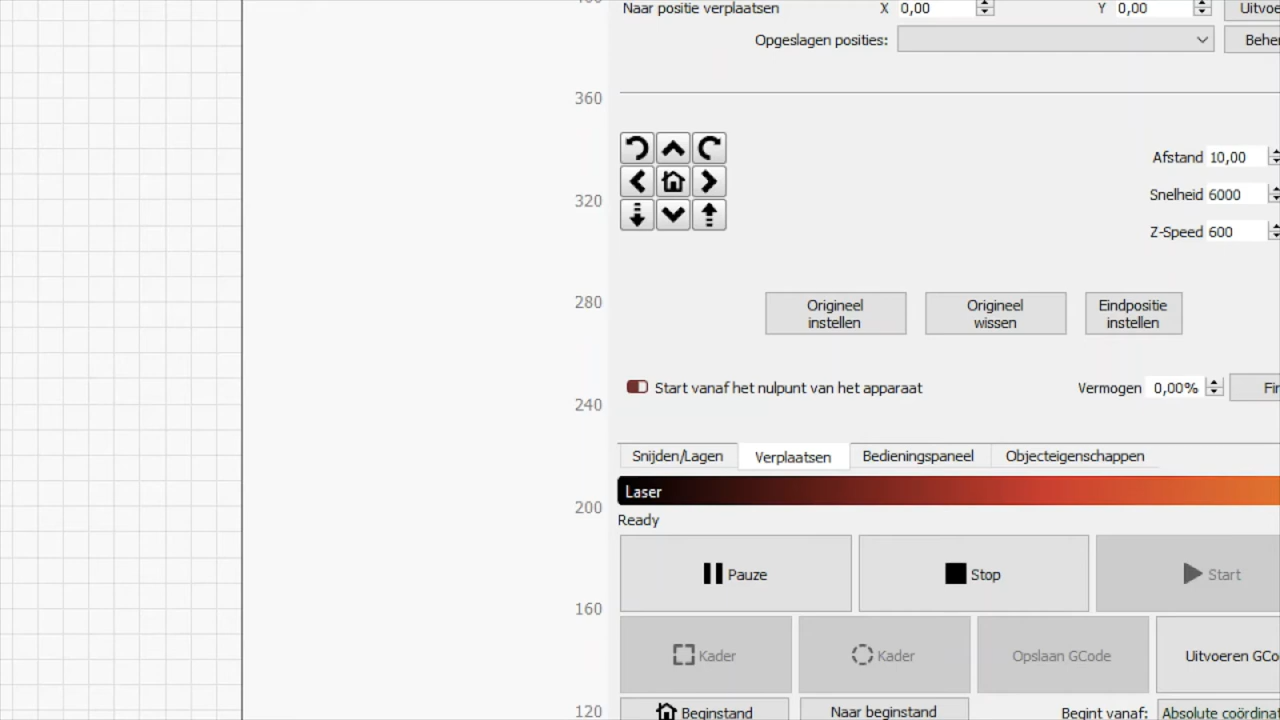 400
Naar positie verplaatsen X 0,00 Y 0,00
Opgeslagen posities:
360
Afstand 10,00
Snelheid 6000
320
Z-Speed 600
280
Origineel instellen
Origineel wissen
Eindpositie instellen
Start vanaf het nulpunt van het apparaat
Vermogen 0,00%
240
Snijden/Lagen Verplaatsen Bedieningspaneel Objecteigenschappen
Laser
200
Ready
Pauze Stop Start
160
Kader Kader Opslaan GCode Uitvoeren
120
Beginstand Naar beginstand Begint vanaf: Absolute